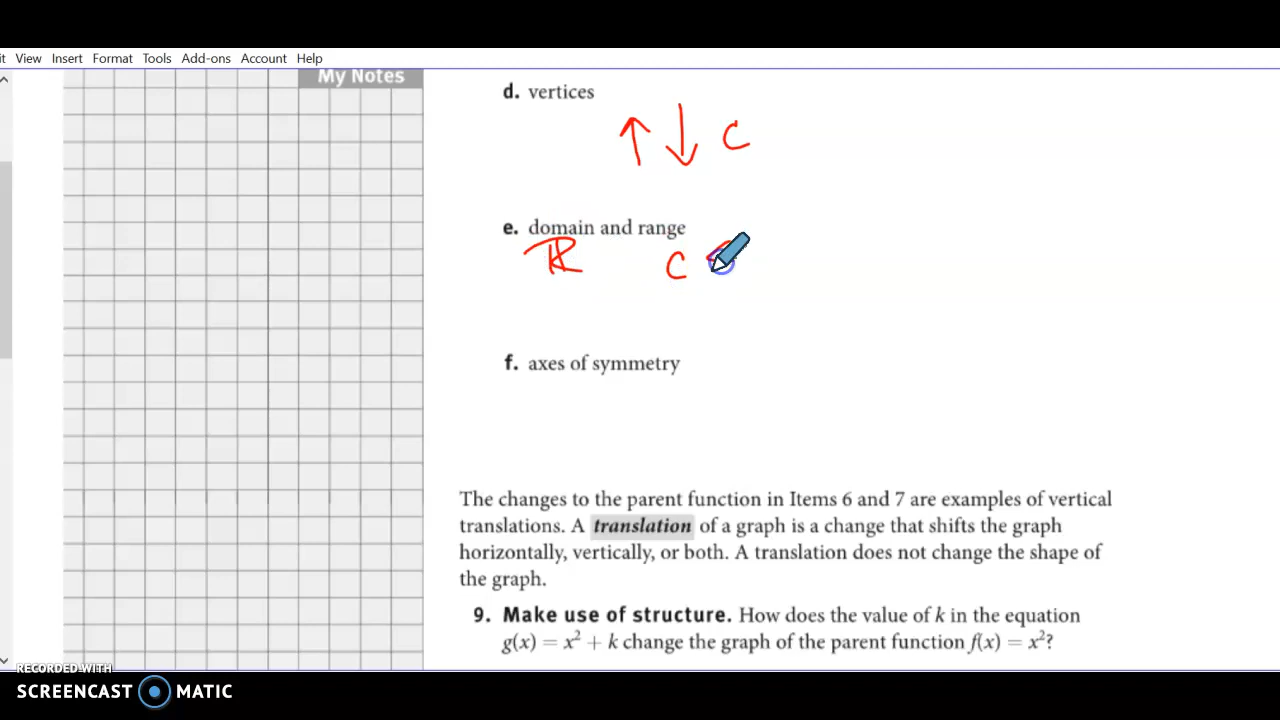 it View Insert Format Tools Add-ons Account Help
My Notes
d. vertices
↑ ↓ C
e. domain and range
ℝ C
f. axes of symmetry
The changes to the parent function in Items 6 and 7 are examples of vertical
translations. A translation of a graph is a change that shifts the graph
horizontally, vertically, or both. A translation does not change the shape of
the graph.
9. Make use of structure. How does the value of k in the equation
g(x) = x² + k change the graph of the parent function f(x) = x²?
RECORDED WITH
SCREENCAST MATIC